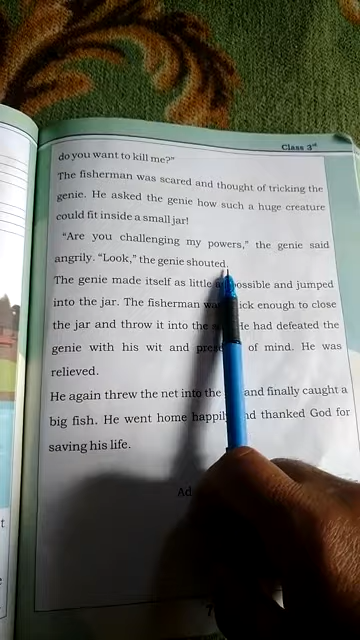 Class 3rd
do you want to kill me?"
The fisherman was scared and thought of tricking the
genie. He asked the genie how such a huge creature
could fit inside a small jar!
"Are you challenging my powers," the genie said
angrily. "Look," the genie shouted.
The genie made itself as little as possible and jumped
into the jar. The fisherman was quick enough to close
the jar and throw it into the He had defeated the
genie with his wit and presence of mind. He was
relieved.
He again threw the net into the and finally caught a
big fish. He went home happily and thanked God for
saving his life.
Ad